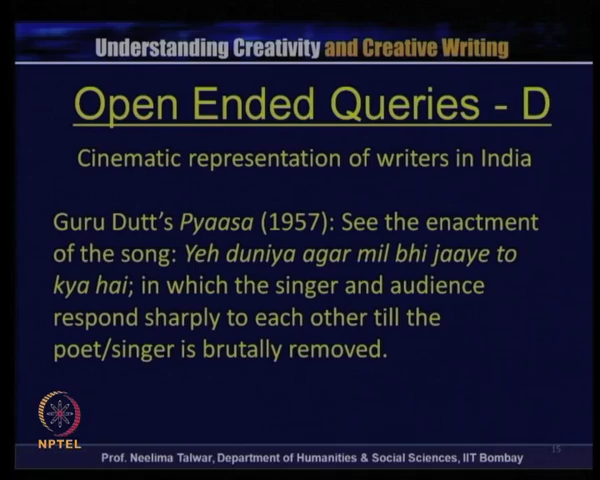 Understanding Creativity and Creative Writing
Open Ended Queries - D
Cinematic representation of writers in India
Guru Dutt's Pyaasa (1957): See the enactment
of the song: Yeh duniya agar mil bhi jaaye to
kya hai; in which the singer and audience
respond sharply to each other till the
poet/singer is brutally removed.
NPTEL
15
Prof. Neelima Talwar, Department of Humanities & Social Sciences, IIT Bombay